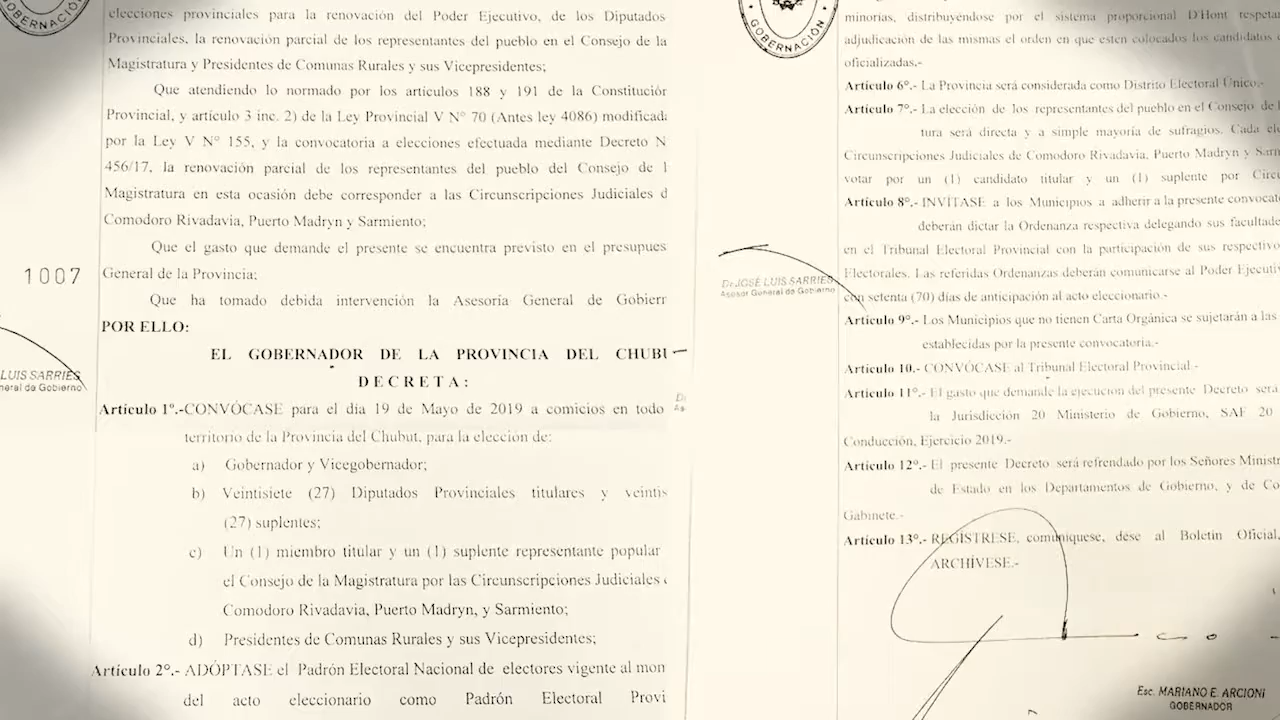 GOBERNACIÓN
elecciones provinciales para la renovación del Poder Ejecutivo, de los Diputados
Provinciales, la renovación parcial de los representantes del pueblo en el Consejo de la
Magistratura y Presidentes de Comunas Rurales y sus Vicepresidentes;
Que atendiendo lo normado por los artículos 188 y 191 de la Constitución
Provincial, y artículo 3 inc. 2) de la Ley Provincial V Nº 70 (Antes ley 4086) modificada
por la Ley V Nº 155, y la convocatoria a elecciones efectuada mediante Decreto N
456/17, la renovación parcial de los representantes del pueblo del Consejo de l
Magistratura en esta ocasión debe corresponder a las Circunscripciones Judiciales d
Comodoro Rivadavia, Puerto Madryn y Sarmiento;
Que el gasto que demande el presente se encuentra previsto en el presupues
General de la Provincia;
Que ha tomado debida intervención la Asesoría General de Gobierr
POR ELLO:
EL GOBERNADOR DE LA PROVINCIA DEL CHUBU
DECRETA:
Artículo 1º.-CONVÓCASE para el día 19 de Mayo de 2019 a comicios en todo
territorio de la Provincia del Chubut, para la elección de:
a) Gobernador y Vicegobernador;
b) Veintisiete (27) Diputados Provinciales titulares y veintis
(27) suplentes;
c) Un (1) miembro titular y un (1) suplente representante popular
el Consejo de la Magistratura por las Circunscripciones Judiciales
Comodoro Rivadavia, Puerto Madryn, y Sarmiento;
d) Presidentes de Comunas Rurales y sus Vicepresidentes;
Artículo 2º.- ADÓPTASE el Padrón Electoral Nacional de electores vigente al mon
del acto eleccionario como Padrón Electoral Provi
1007
LUIS SARRIES
neral de Gobierno
GOBERNACIÓN
minorías, distribuyéndose por el sistema proporcional D'Hont respeta
adjudicación de las mismas el orden en que estén colocados los candidatos
oficializadas.-
Artículo 6º.- La Provincia será considerada como Distrito Electoral Único.-
Artículo 7º.- La elección de los representantes del pueblo en el Consejo de l
tura será directa y a simple mayoría de sufragios. Cada ele
Circunscripciones Judiciales de Comodoro Rivadavia, Puerto Madryn y Sarm
votar por un (1) candidato titular y un (1) suplente por Circu
Artículo 8º.- INVÍTASE a los Municipios a adherir a la presente convocato
deberán dictar la Ordenanza respectiva delegando sus facultade
en el Tribunal Electoral Provincial con la participación de sus respectivo
Electorales. Las referidas Ordenanzas deberán comunicarse al Poder Ejecuti
con setenta (70) días de anticipación al acto eleccionario.-
Artículo 9º.- Los Municipios que no tienen Carta Orgánica se sujetarán a las
establecidas por la presente convocatoria.-
Artículo 10.- CONVÓCASE al Tribunal Electoral Provincial.-
Artículo 11º.- El gasto que demande la ejecución del presente Decreto será
la Jurisdicción 20 Ministerio de Gobierno, SAF 20
Conducción, Ejercicio 2019.-
Artículo 12º.- El presente Decreto será refrendado por los Señores Ministr
de Estado en los Departamentos de Gobierno, y de Co
Gabinete.-
Artículo 13º.- REGÍSTRESE, comuníquese, dése al Boletín Oficial,
ARCHÍVESE.-
Dr. JOSÉ LUIS SARRIES
Asesor General de Gobierno
Esc. MARIANO E. ARCIONI
GOBERNADOR